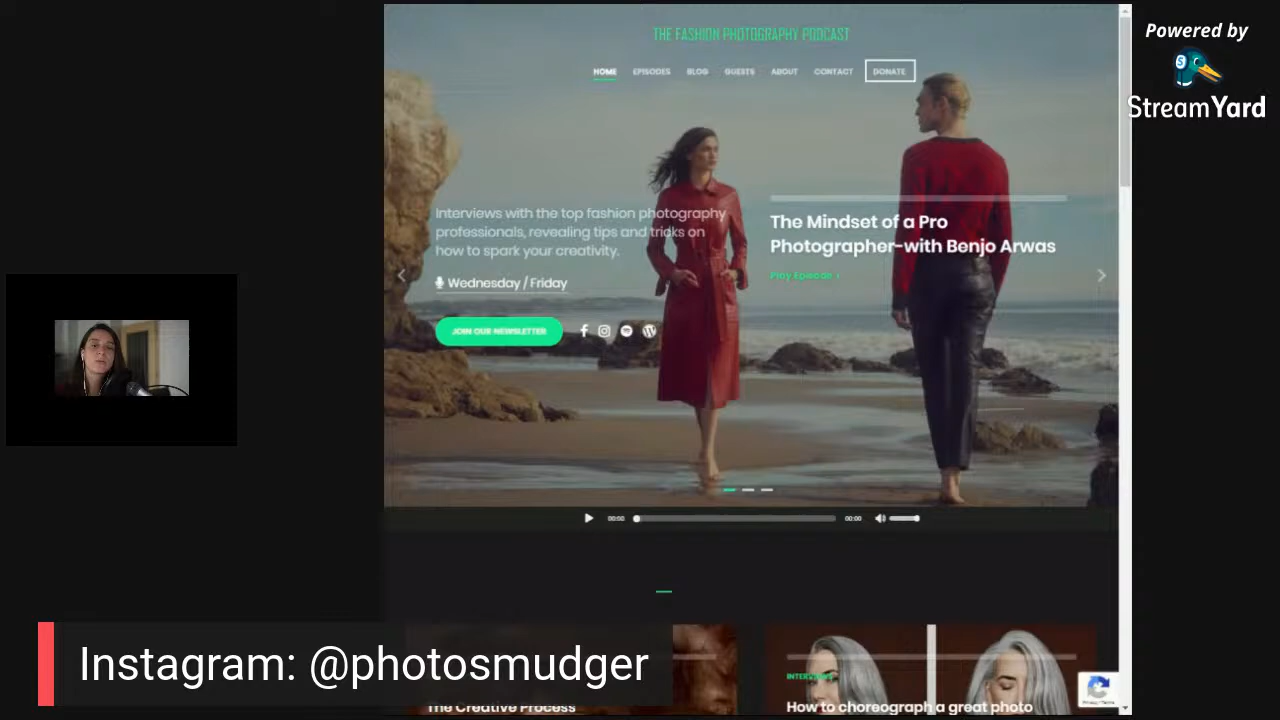 THE FASHION PHOTOGRAPHY PODCAST
HOME EPISODES BLOG GUESTS ABOUT CONTACT DONATE
Powered by
StreamYard
Interviews with the top fashion photography
professionals, revealing tips and tricks on
how to spark your creativity.
Wednesday / Friday
JOIN OUR NEWSLETTER
The Mindset of a Pro
Photographer-with Benjo Arwas
Play Episode
00:00 00:00
Instagram: @photosmudger
The Creative Process
INTERVIEWS
How to choreograph a great photo
Privacy - Terms